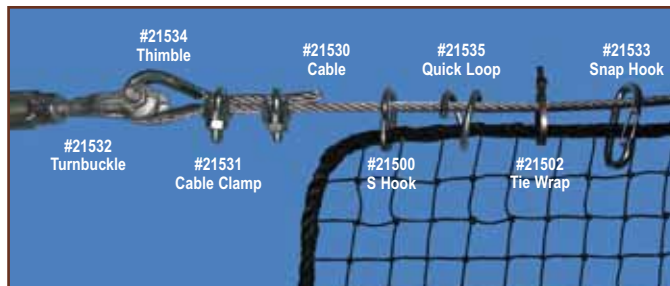 #21534
Thimble
#21530
Cable
#21535
Quick Loop
#21533
Snap Hook
#21532
Turnbuckle
#21531
Cable Clamp
#21500
S Hook
#21502
Tie Wrap